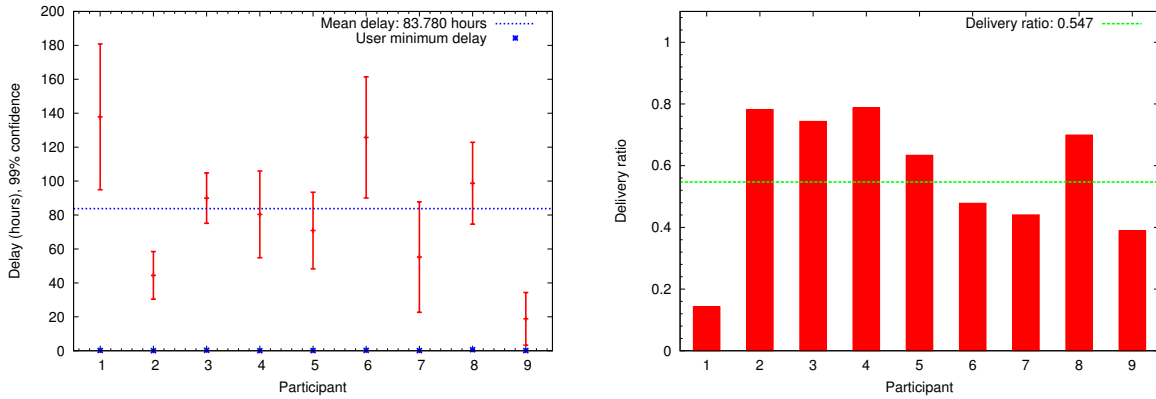 Mean delay: 83.780 hours
User minimum delay
Delay (hours), 99% confidence
200
180
160
140
120
100
80
60
40
20
0
1 2 3 4 5 6 7 8 9
Participant
Delivery ratio: 0.547
Delivery ratio
1
0.8
0.6
0.4
0.2
0
1 2 3 4 5 6 7 8 9
Participant